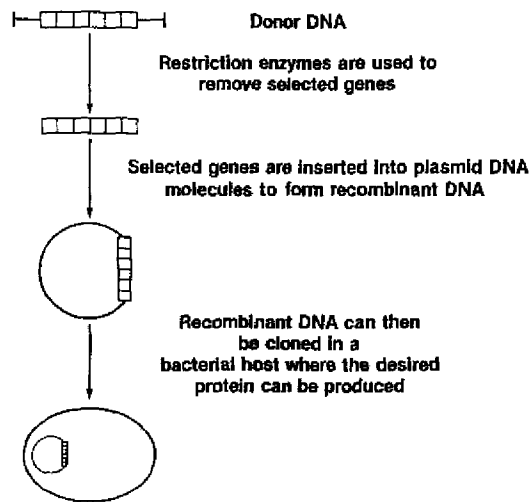 Donor DNA
Restriction enzymes are used to
remove selected genes
Selected genes are inserted into plasmid DNA
molecules to form recombinant DNA
Recombinant DNA can then
be cloned in a
bacterial host where the desired
protein can be produced